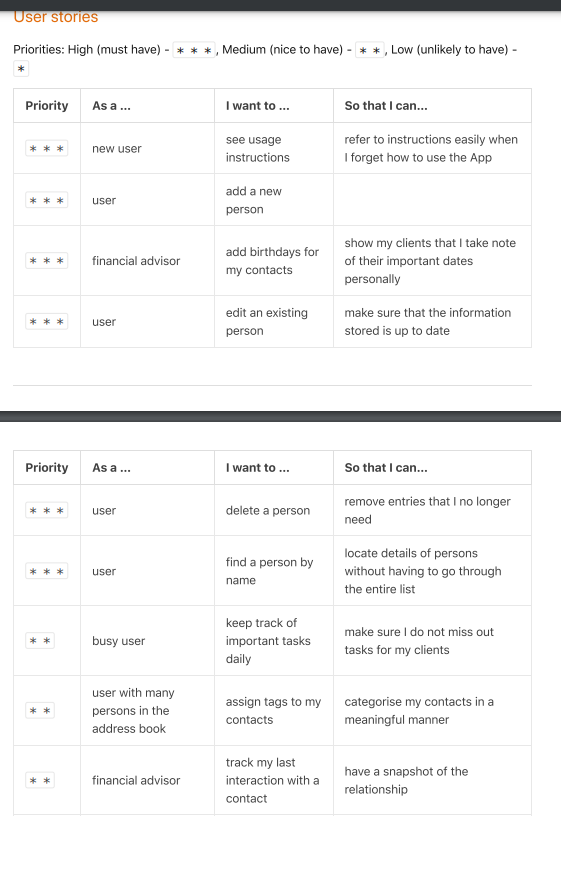 User stories
Priorities: High (must have) - * * *, Medium (nice to have) - * *, Low (unlikely to have) -
*
Priority As a ... I want to ... So that I can...
* * * new user see usage instructions refer to instructions easily when I forget how to use the App
* * * user add a new person
* * * financial advisor add birthdays for my contacts show my clients that I take note of their important dates personally
* * * user edit an existing person make sure that the information stored is up to date
Priority As a ... I want to ... So that I can...
* * * user delete a person remove entries that I no longer need
* * * user find a person by name locate details of persons without having to go through the entire list
* * busy user keep track of important tasks daily make sure I do not miss out tasks for my clients
* * user with many persons in the address book assign tags to my contacts categorise my contacts in a meaningful manner
* * financial advisor track my last interaction with a contact have a snapshot of the relationship